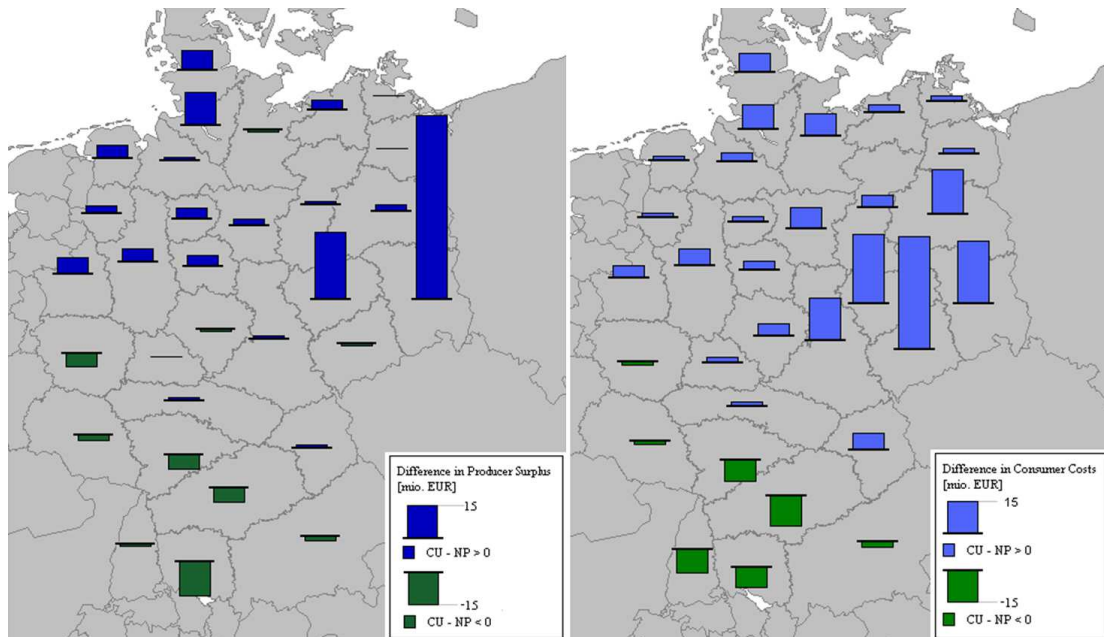 Difference in Producer Surplus
[mio. EUR]
15
CU - NP > 0
-15
CU - NP < 0
Difference in Consumer Costs
[mio. EUR]
15
CU - NP > 0
-15
CU - NP < 0